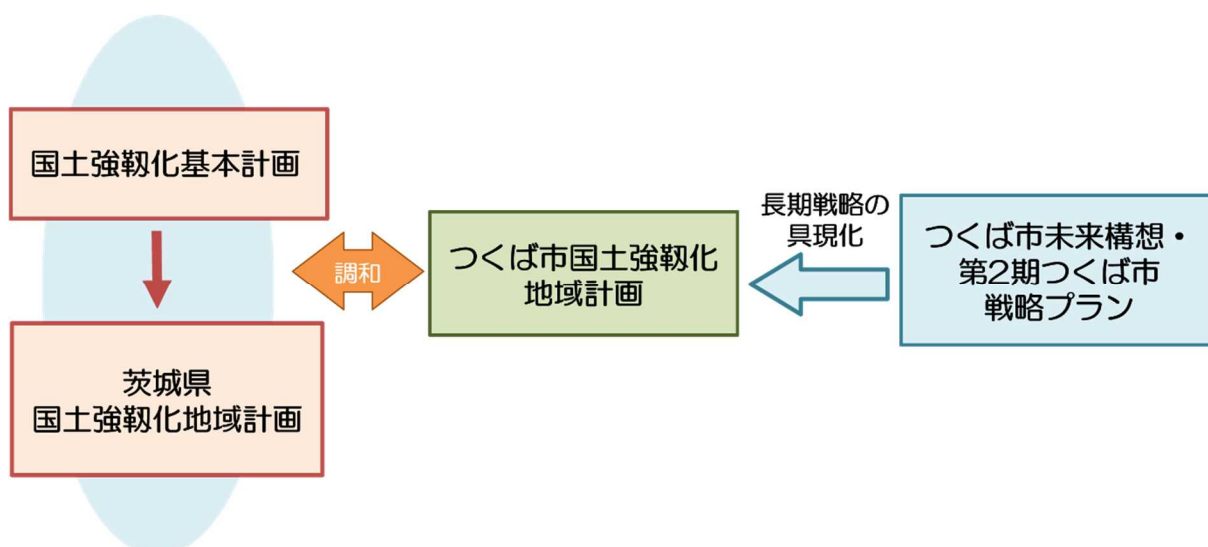 国土強靱化基本計画
茨城県
国土強靱化地域計画
調和
つくば市国土強靱化
地域計画
長期戦略の
具現化
つくば市未来構想・
第2期つくば市
戦略プラン